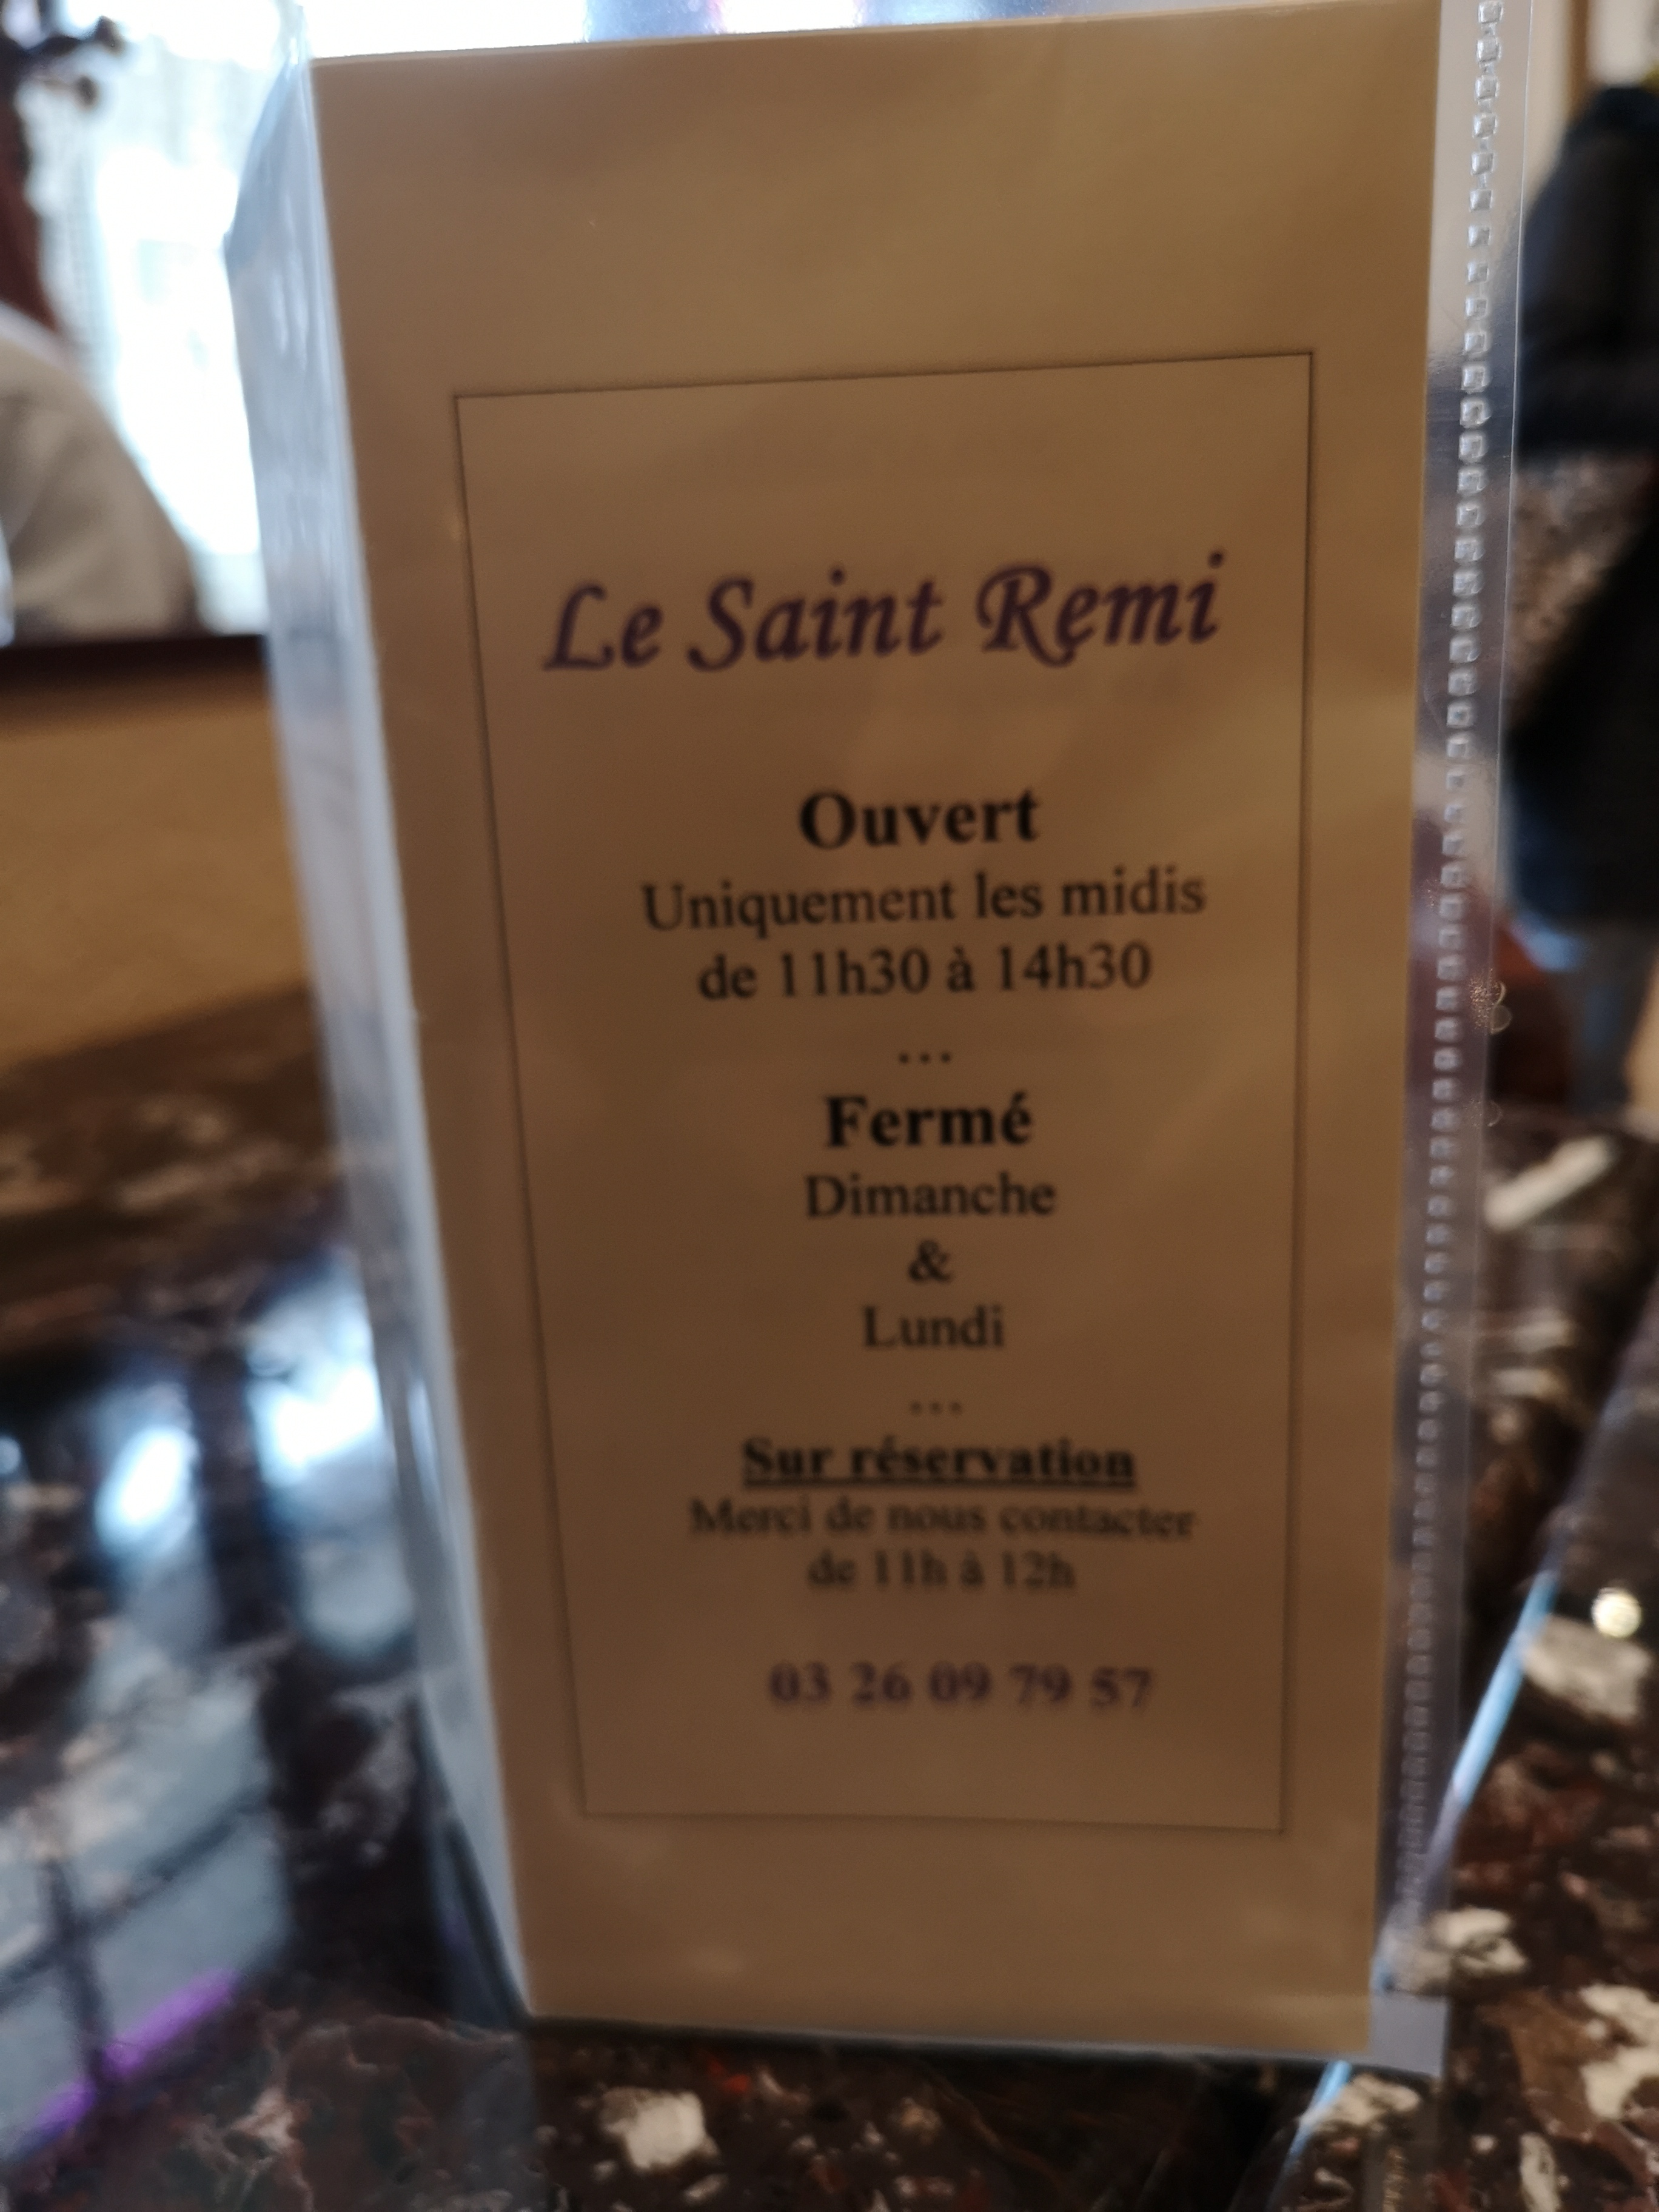 Le Saint Remi
Ouvert
Uniquement les midis
de 11h30 à 14h30
...
Fermé
Dimanche
&
Lundi
...
Sur réservation
Merci de nous contacter
de 11h à 12h
03 26 09 79 57